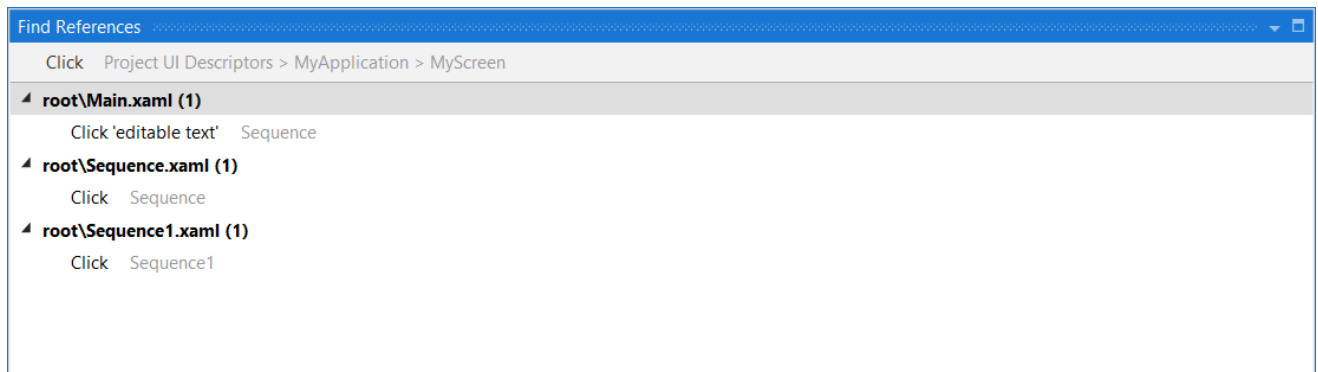 Find References
Click Project UI Descriptors > MyApplication > MyScreen
root\Main.xaml (1)
Click 'editable text' Sequence
root\Sequence.xaml (1)
Click Sequence
root\Sequence1.xaml (1)
Click Sequence1